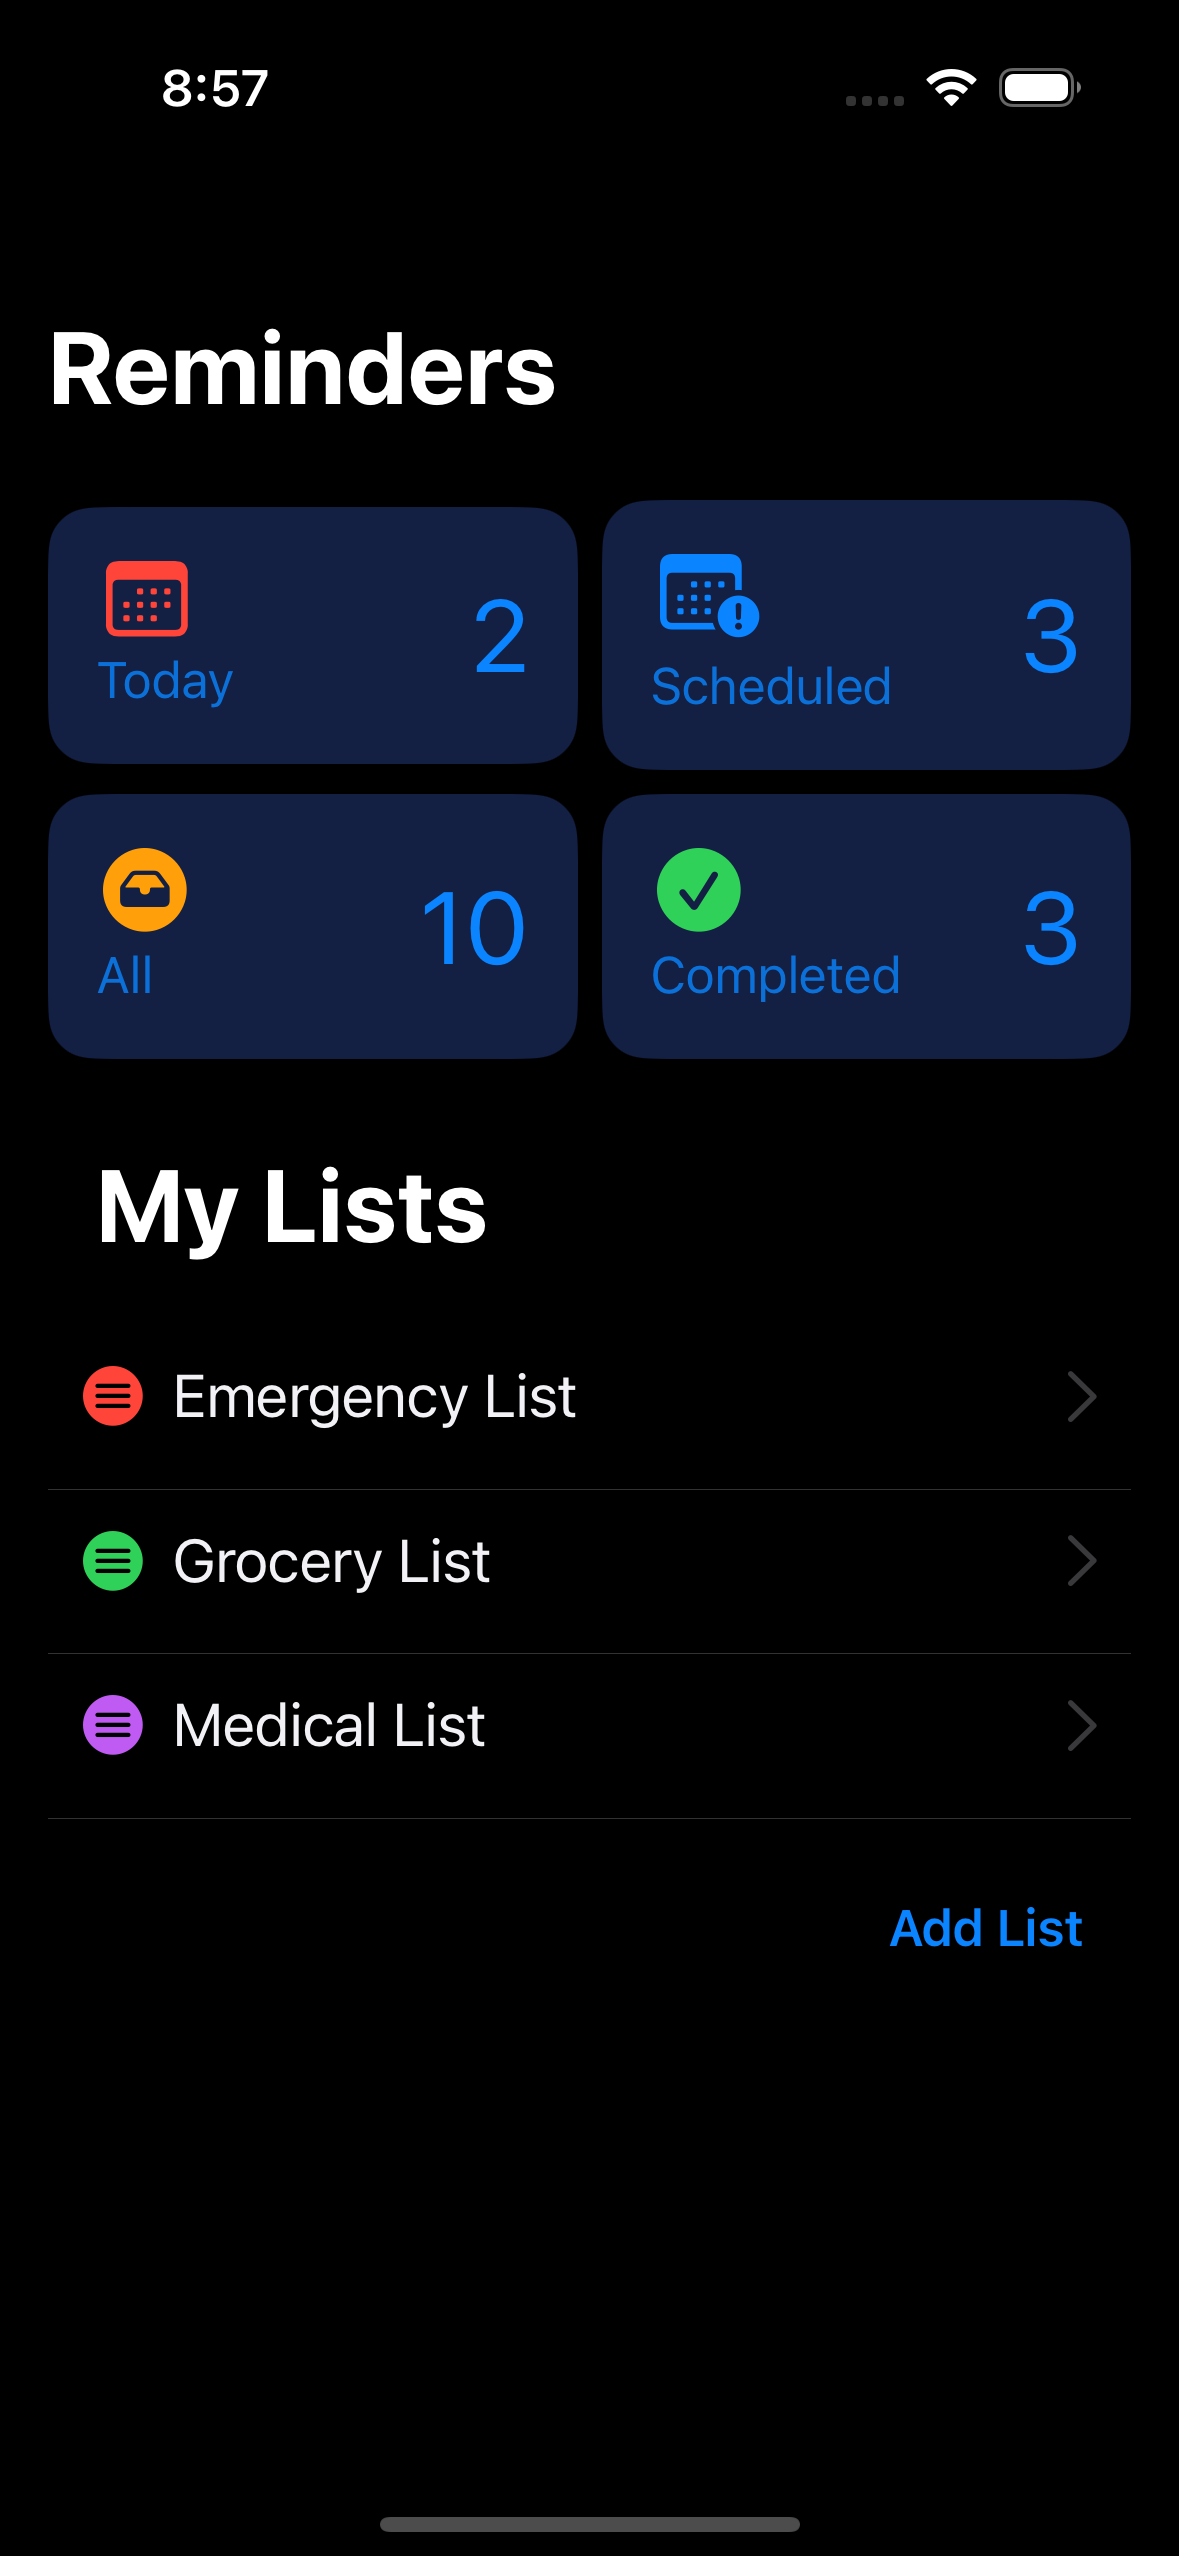 8:57
Reminders
Today 2
Scheduled 3
All 10
Completed 3
My Lists
Emergency List
Grocery List
Medical List
Add List